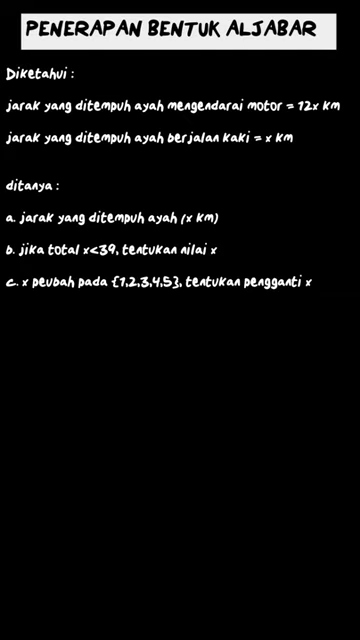 PENERAPAN BENTUK ALJABAR
Diketahui :
jarak yang ditempuh ayah mengendarai motor = 12x km
jarak yang ditempuh ayah berjalan kaki = x km
ditanya :
a. jarak yang ditempuh ayah (x km)
b. jika total x<39, tentukan nilai x
c. x peubah pada {1,2,3,4,5}, tentukan pengganti x